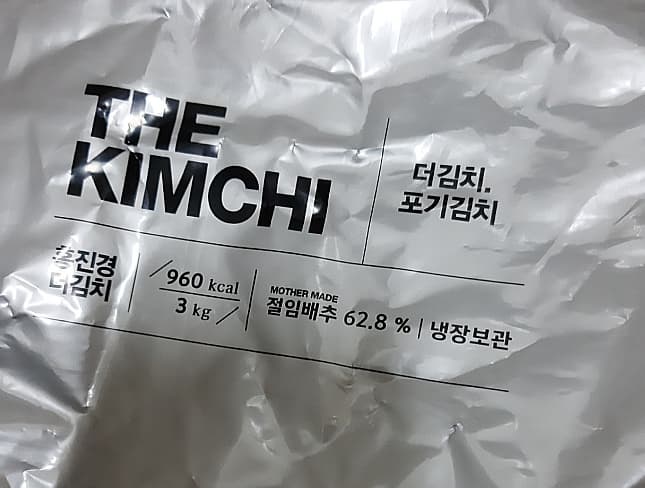 THE
KIMCHI
더김치.
포기김치
홍진경
더김치
960 kcal
3 kg
MOTHER MADE
절임배추 62.8 % | 냉장보관